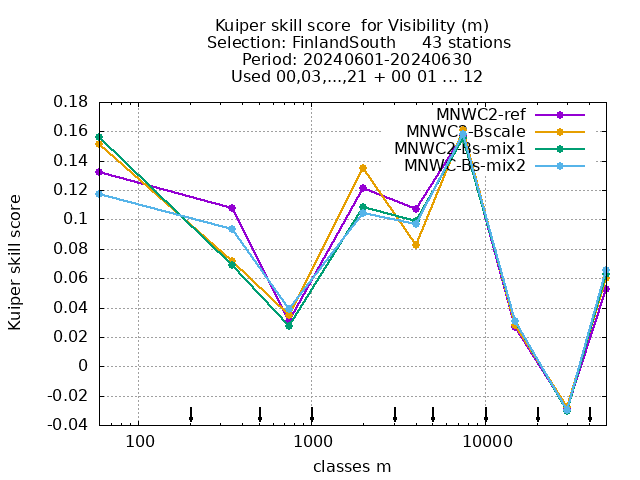 Kuiper skill score  for Visibility (m)
Selection: FinlandSouth     43 stations
Period: 20240601-20240630
Used 00,03,...,21 + 00 01 ... 12
MNWC2-ref
MNWC2-Bscale
MNWC2-Bs-mix1
MNWC-Bs-mix2
Kuiper skill score
0.18
0.16
0.14
0.12
0.1
0.08
0.06
0.04
0.02
0
-0.02
-0.04
100 1000 10000
classes m